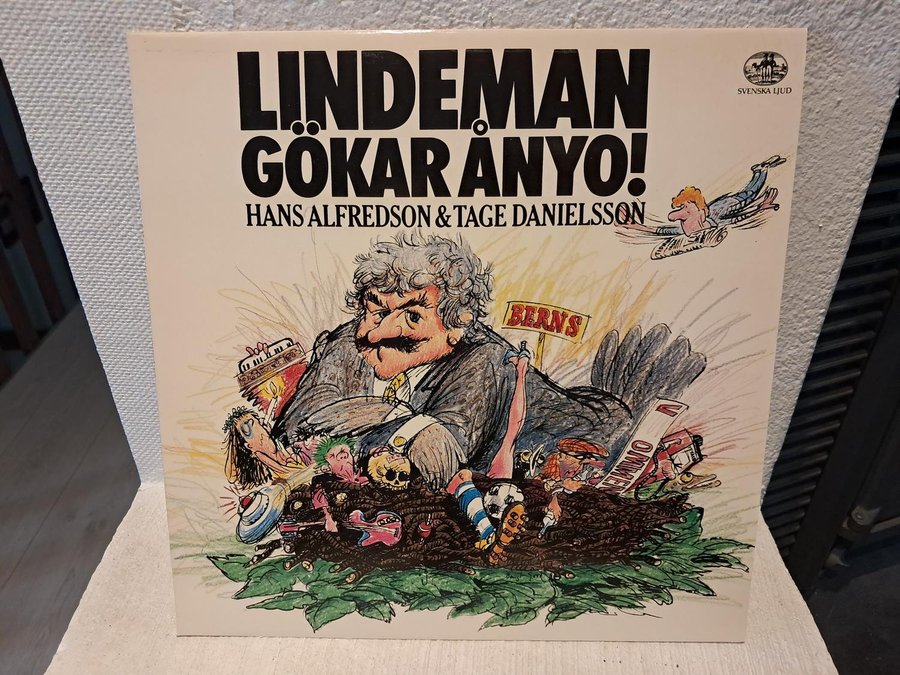 LINDEMAN
GÖKAR ÅNYO!
HANS ALFREDSON & TAGE DANIELSSON
SVENSKA LJUD
BERNS